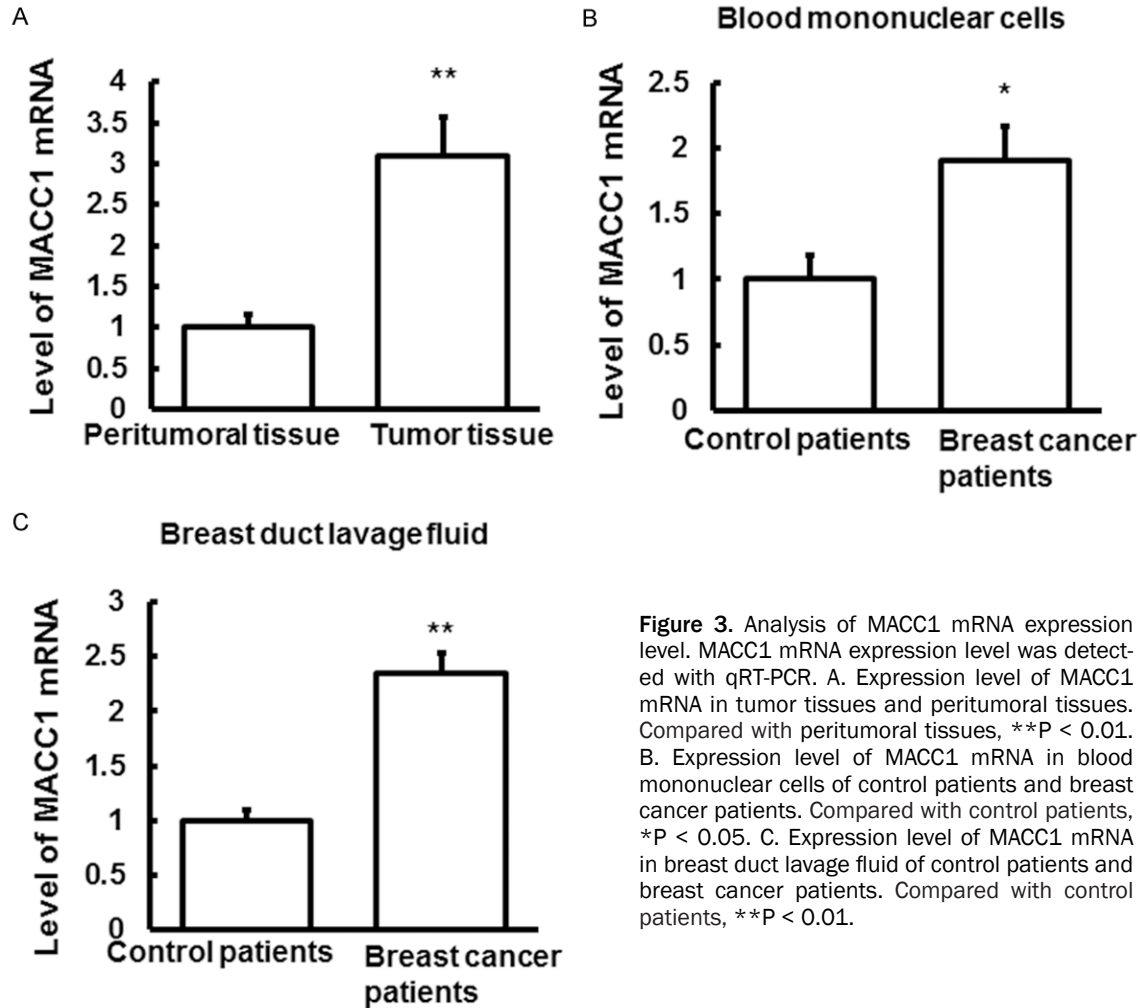 A
Level of MACC1 mRNA
4
3.5
3
2.5
2
1.5
1
0.5
0
**
Peritumoral tissue
Tumor tissue
B
Blood mononuclear cells
Level of MACC1 mRNA
2.5
2
1.5
1
0.5
0
*
Control patients
Breast cancer
patients
C
Breast duct lavage fluid
Level of MACC1 mRNA
3
2.5
2
1.5
1
0.5
0
**
Control patients
Breast cancer
patients
Figure 3. Analysis of MACC1 mRNA expression
level. MACC1 mRNA expression level was detect-
ed with qRT-PCR. A. Expression level of MACC1
mRNA in tumor tissues and peritumoral tissues.
Compared with peritumoral tissues, **P < 0.01.
B. Expression level of MACC1 mRNA in blood
mononuclear cells of control patients and breast
cancer patients. Compared with control patients,
*P < 0.05. C. Expression level of MACC1 mRNA
in breast duct lavage fluid of control patients and
breast cancer patients. Compared with control
patients, **P < 0.01.